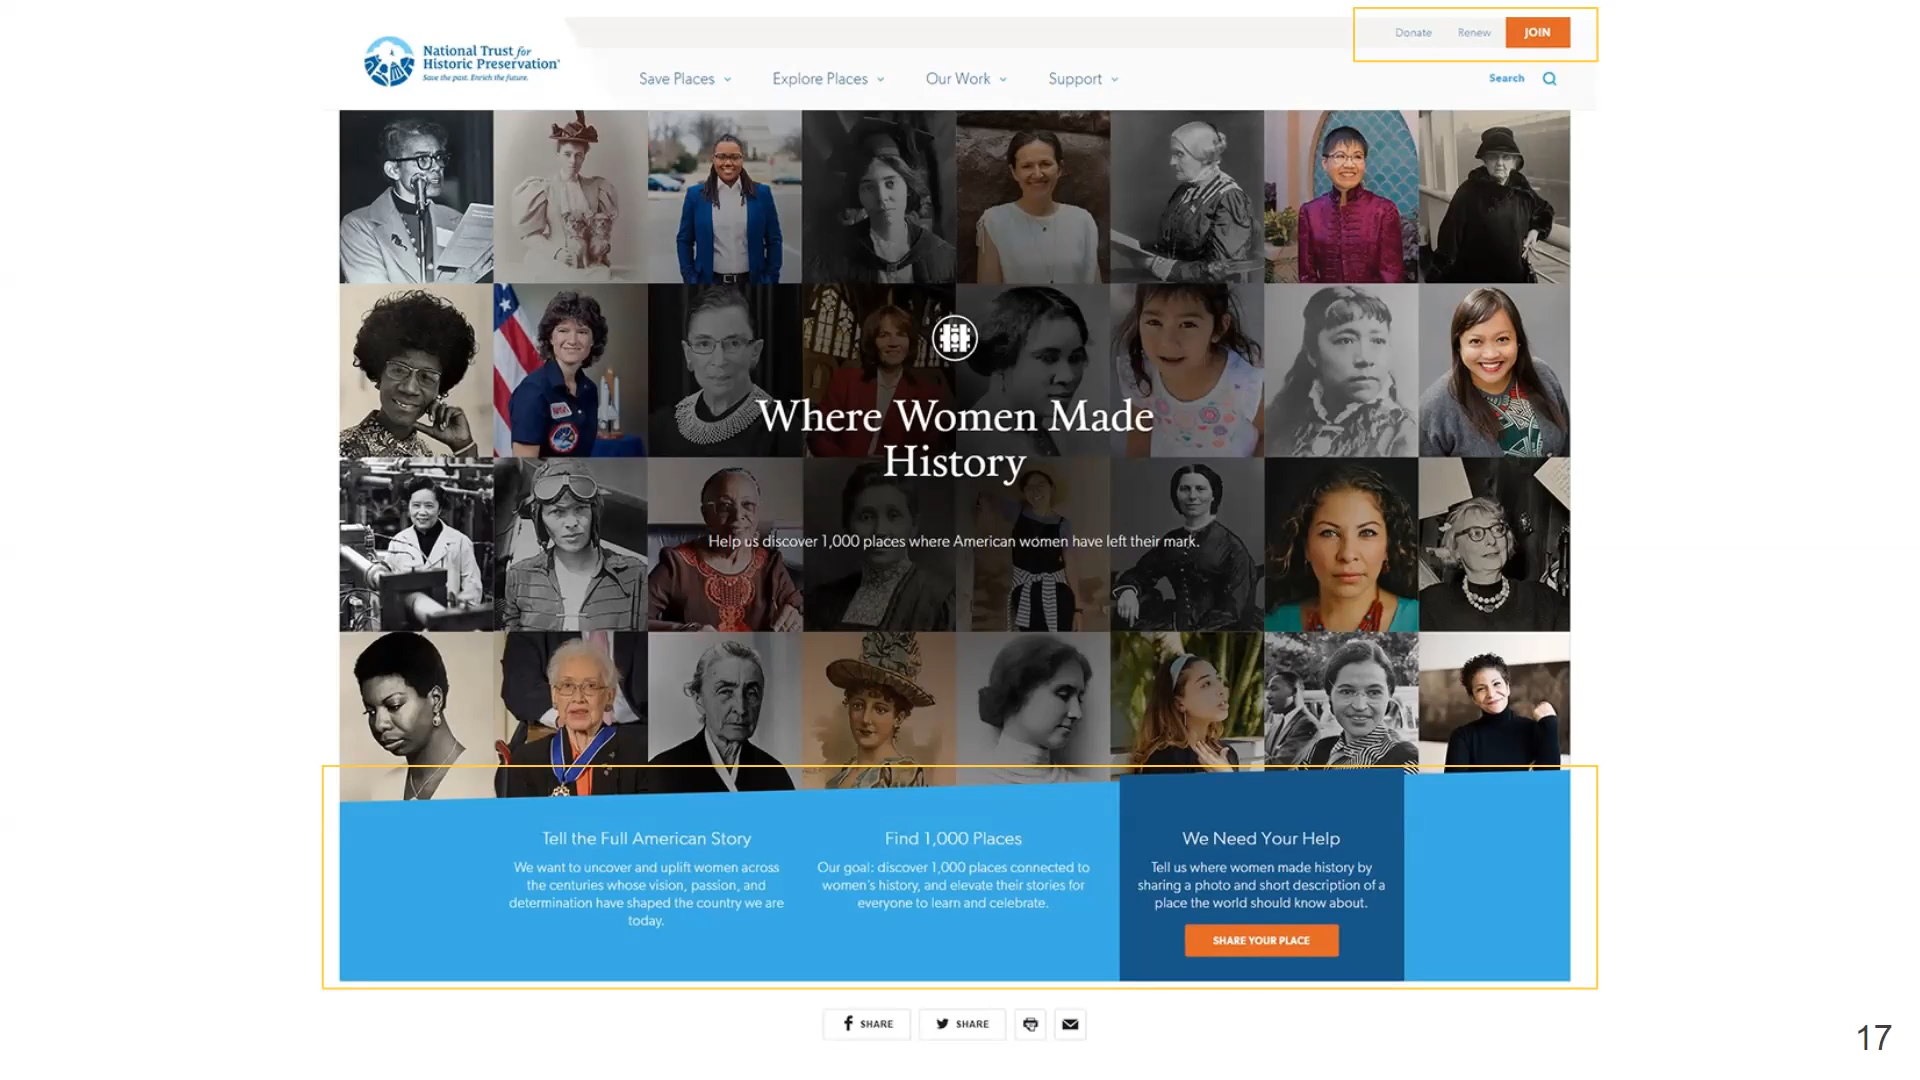 Donate Renew JOIN
National Trust for
Historic Preservation
Save the past. Enrich the future.
Save Places Explore Places Our Work Support
Search
Where Women Made
History
Help us discover 1,000 places where American women have left their mark.
Tell the Full American Story
We want to uncover and uplift women across
the centuries whose vision, passion, and
determination have shaped the country we are
today.
Find 1,000 Places
Our goal: discover 1,000 places connected to
women's history, and elevate their stories for
everyone to learn and celebrate.
We Need Your Help
Tell us where women made history by
sharing a photo and short description of a
place the world should know about.
SHARE YOUR PLACE
SHARE SHARE
17